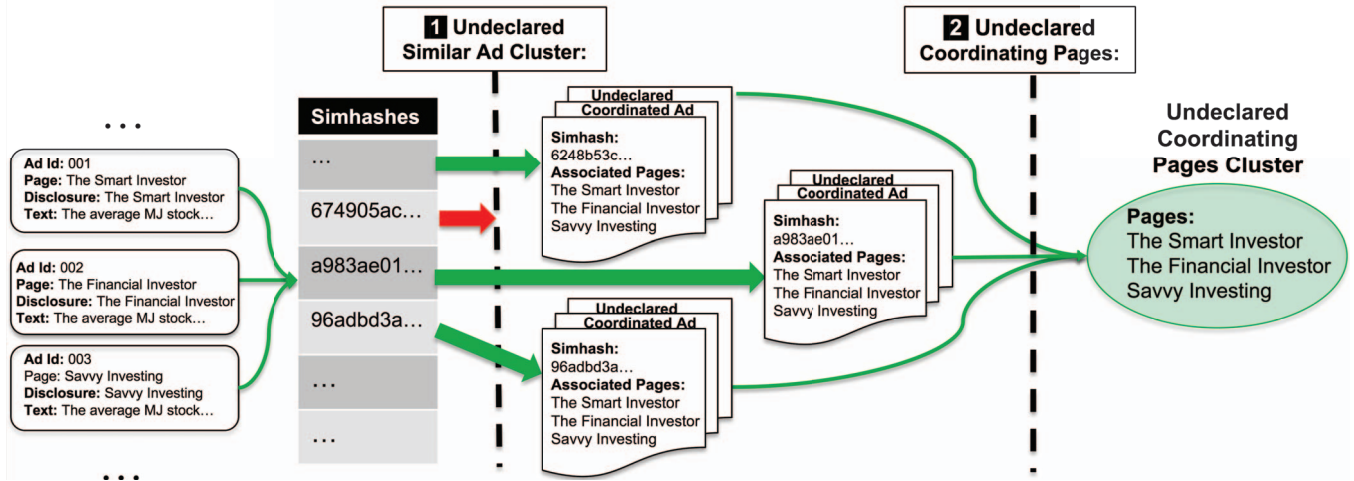 1 Undeclared
Similar Ad Cluster:
2 Undeclared
Coordinating Pages:
...
Ad Id: 001
Page: The Smart Investor
Disclosure: The Smart Investor
Text: The average MJ stock...
Ad Id: 002
Page: The Financial Investor
Disclosure: The Financial Investor
Text: The average MJ stock...
Ad Id: 003
Page: Savvy Investing
Disclosure: Savvy Investing
Text: The average MJ stock...
...
Simhashes
...
674905ac...
a983ae01...
96adbd3a...
...
...
Undeclared
Coordinated Ad
Simhash:
6248b53c...
Associated Pages:
The Smart Investor
The Financial Investor
Savvy Investing
Undeclared
Coordinated Ad
Simhash:
a983ae01...
Associated Pages:
The Smart Investor
The Financial Investor
Savvy Investing
Undeclared
Coordinated Ad
Simhash:
96adbd3a...
Associated Pages:
The Smart Investor
The Financial Investor
Savvy Investing
Undeclared
Coordinating
Pages Cluster
Pages:
The Smart Investor
The Financial Investor
Savvy Investing